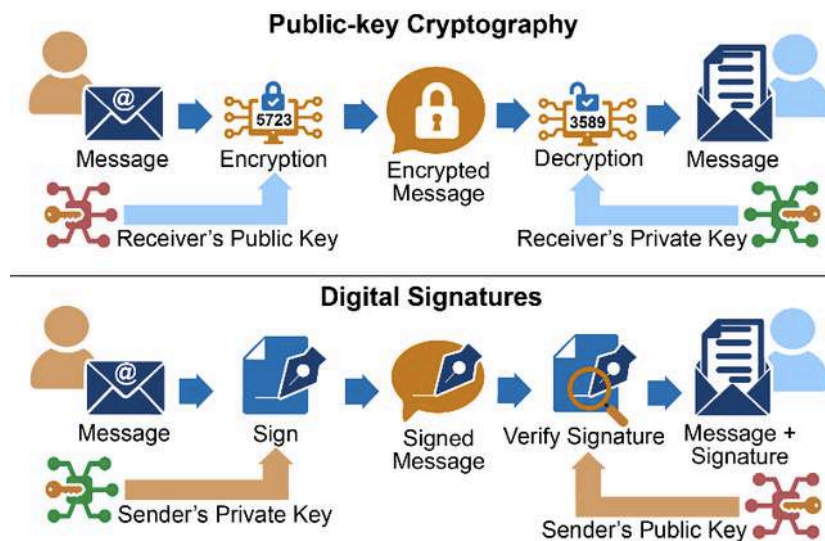 Public-key Cryptography
@
5723
3589
Message
Encryption
Encrypted
Message
Decryption
Message
Receiver's Public Key
Receiver's Private Key
Digital Signatures
@
Message
Sign
Signed
Message
Verify Signature
Message +
Signature
Sender's Private Key
Sender's Public Key